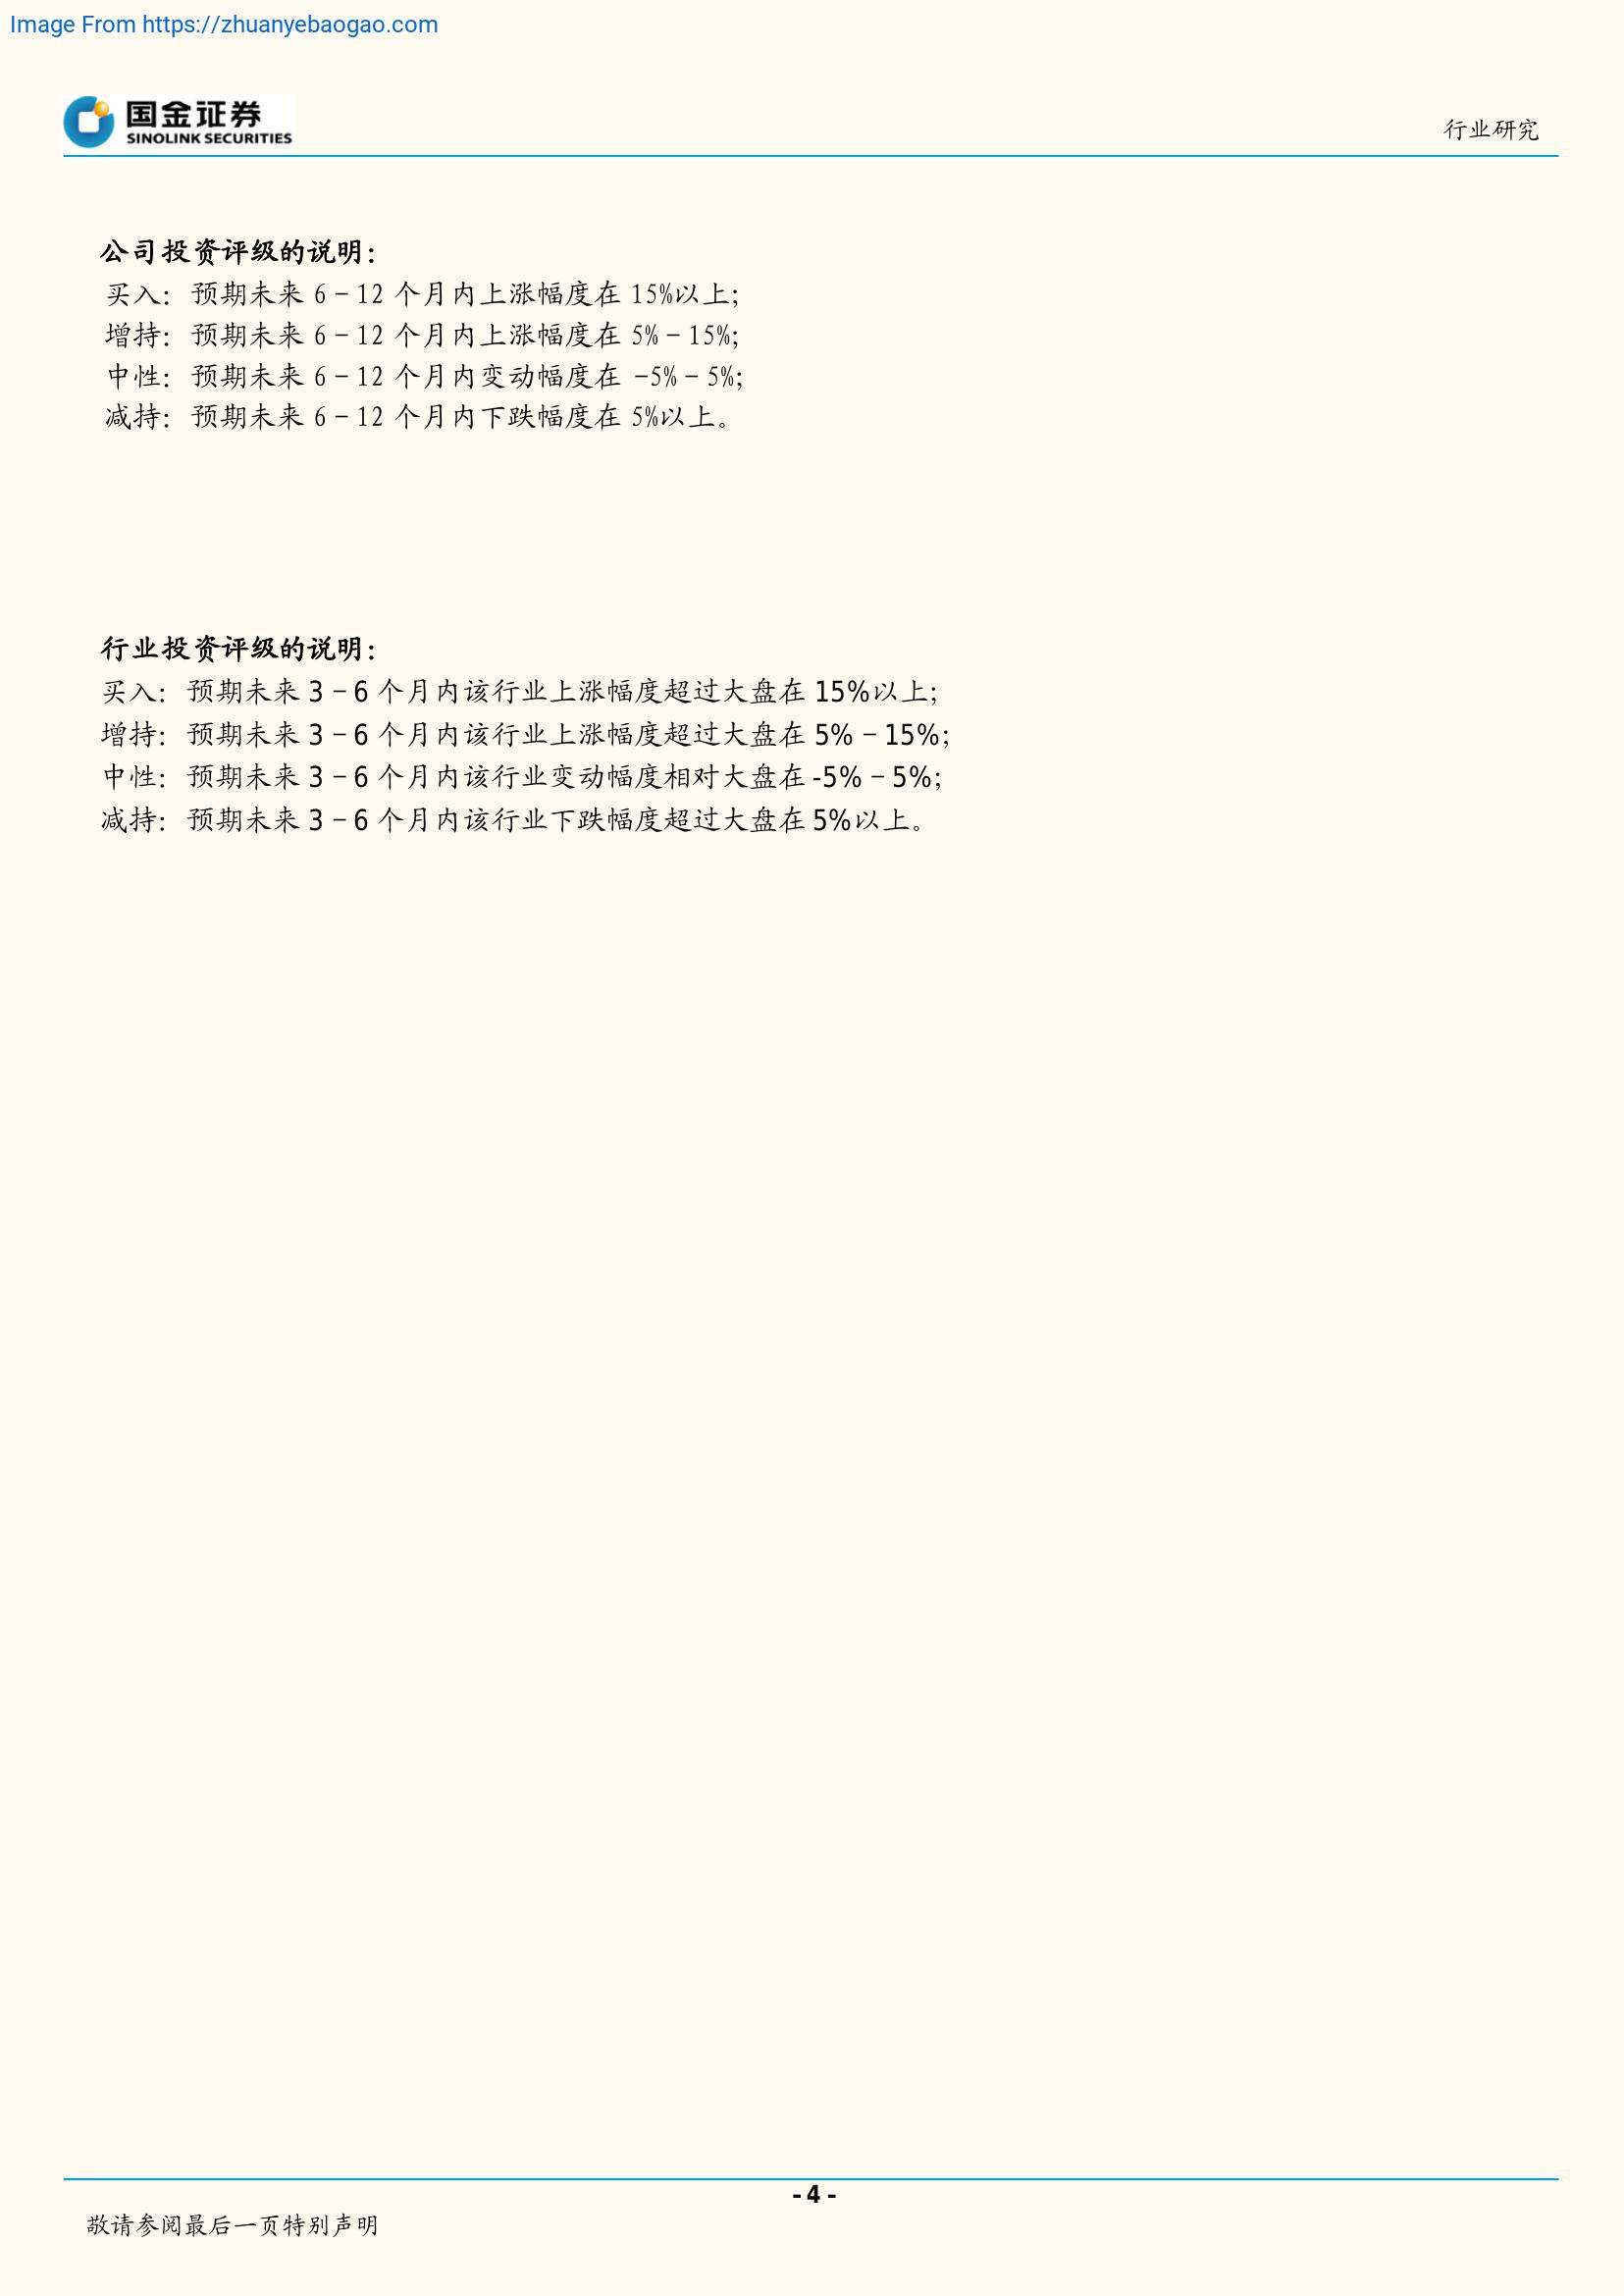 Image From https://zhuanyebaogao.com
国金证券
SINOLINK SECURITIES
行业研究
公司投资评级的说明：
买入：预期未来 6－12 个月内上涨幅度在 15%以上；
增持：预期未来 6－12 个月内上涨幅度在 5%－15%；
中性：预期未来 6－12 个月内变动幅度在 -5%－5%；
减持：预期未来 6－12 个月内下跌幅度在 5%以上。
行业投资评级的说明：
买入：预期未来 3－6 个月内该行业上涨幅度超过大盘在 15%以上；
增持：预期未来 3－6 个月内该行业上涨幅度超过大盘在 5%－15%；
中性：预期未来 3－6 个月内该行业变动幅度相对大盘在 -5%－5%；
减持：预期未来 3－6 个月内该行业下跌幅度超过大盘在 5%以上。
- 4 -
敬请参阅最后一页特别声明